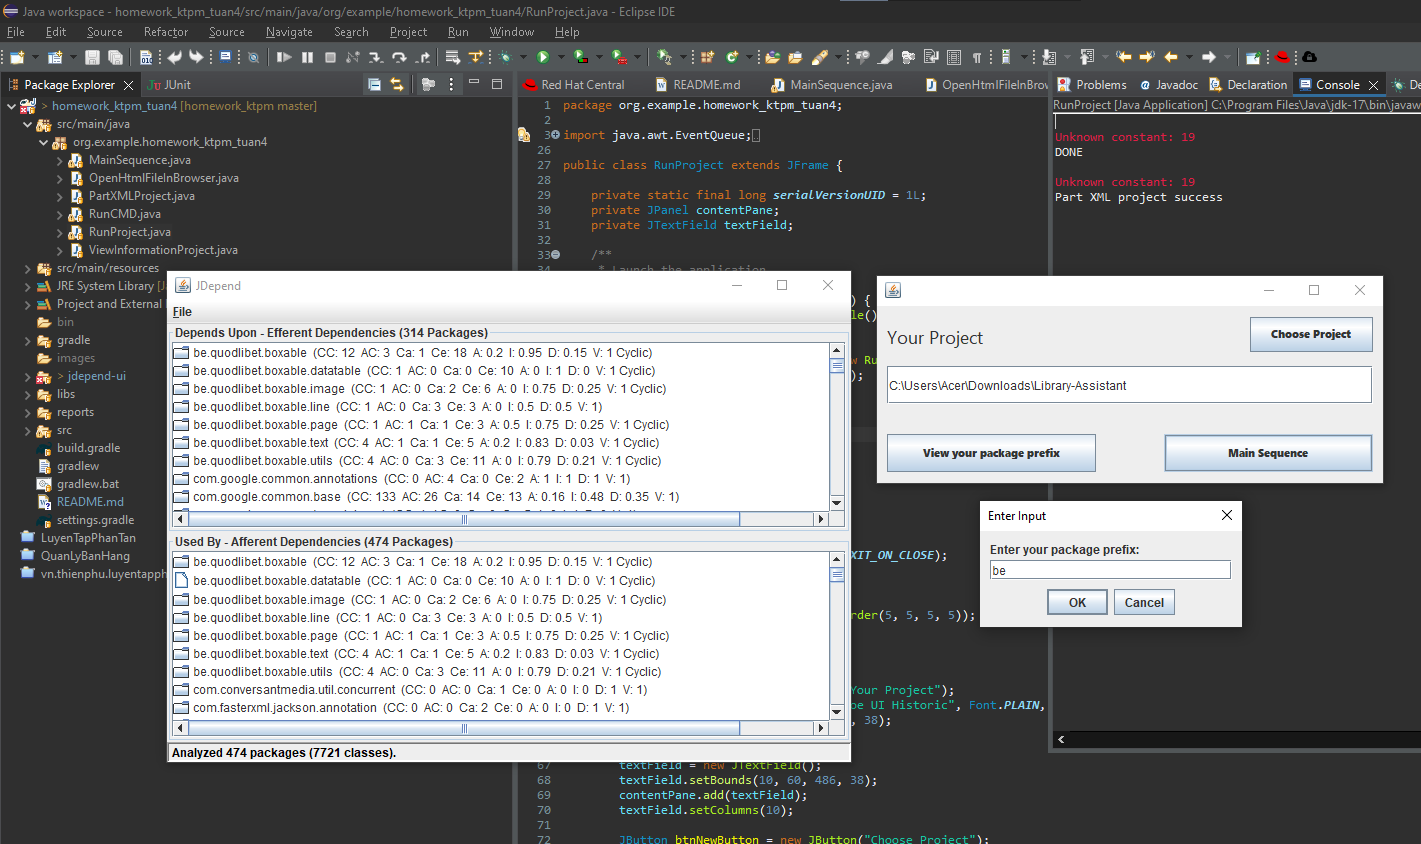 Java workspace - homework_ktpm_tuan4/src/main/java/org/example/homework_ktpm_tuan4/RunProject.java - Eclipse IDE
File Edit Source Refactor Source Navigate Search Project Run Window Help
Package Explorer
JUnit
homework_ktpm_tuan4 [homework_ktpm master]
src/main/java
org.example.homework_ktpm_tuan4
MainSequence.java
OpenHtmlFileInBrowser.java
PartXMLProject.java
RunCMD.java
RunProject.java
ViewInformationProject.java
src/main/resources
JRE System Library
Project and External
bin
gradle
images
> jdepend-ui
libs
reports
src
build.gradle
gradlew
gradlew.bat
README.md
settings.gradle
LuyenTapPhanTan
QuanLyBanHang
vn.thienphu.luyentapph
Red Hat Central
README.md
MainSequence.java
OpenHtmlFileInBrow
1 package org.example.homework_ktpm_tuan4;
2
3 import java.awt.EventQueue;
26
27 public class RunProject extends JFrame {
28
29 private static final long serialVersionUID = 1L;
30 private JPanel contentPane;
31 private JTextField textField;
32
33 /**
34 * Launch the application
) {
le()
w Ru
);
XIT_ON_CLOSE);
rder(5, 5, 5, 5));
Your Project");
oe UI Historic", Font.PLAIN,
, 38);
67 textField = new JTextField();
68 textField.setBounds(10, 60, 486, 38);
69 contentPane.add(textField);
70 textField.setColumns(10);
71
72 JButton btnNewButton = new JButton("Choose Project");
Problems
@ Javadoc
Declaration
Console
De
RunProject [Java Application] C:\Program Files\Java\jdk-17\bin\javaw
Unknown constant: 19
DONE
Unknown constant: 19
Part XML project success
JDepend
File
Depends Upon - Efferent Dependencies (314 Packages)
be.quodlibet.boxable (CC: 12 AC: 3 Ca: 1 Ce: 18 A: 0.2 I: 0.95 D: 0.15 V: 1 Cyclic)
be.quodlibet.boxable.datatable (CC: 1 AC: 0 Ca: 0 Ce: 10 A: 0 I: 1 D: 0 V: 1 Cyclic)
be.quodlibet.boxable.image (CC: 1 AC: 0 Ca: 2 Ce: 6 A: 0 I: 0.75 D: 0.25 V: 1 Cyclic)
be.quodlibet.boxable.line (CC: 1 AC: 0 Ca: 3 Ce: 3 A: 0 I: 0.5 D: 0.5 V: 1)
be.quodlibet.boxable.page (CC: 1 AC: 1 Ca: 1 Ce: 3 A: 0.5 I: 0.75 D: 0.25 V: 1 Cyclic)
be.quodlibet.boxable.text (CC: 4 AC: 1 Ca: 1 Ce: 5 A: 0.2 I: 0.83 D: 0.03 V: 1 Cyclic)
be.quodlibet.boxable.utils (CC: 4 AC: 0 Ca: 3 Ce: 11 A: 0 I: 0.79 D: 0.21 V: 1 Cyclic)
com.google.common.annotations (CC: 0 AC: 4 Ca: 0 Ce: 2 A: 1 I: 1 D: 1 V: 1)
com.google.common.base (CC: 133 AC: 26 Ca: 14 Ce: 13 A: 0.16 I: 0.48 D: 0.35 V: 1)
Used By - Afferent Dependencies (474 Packages)
be.quodlibet.boxable (CC: 12 AC: 3 Ca: 1 Ce: 18 A: 0.2 I: 0.95 D: 0.15 V: 1 Cyclic)
be.quodlibet.boxable.datatable (CC: 1 AC: 0 Ca: 0 Ce: 10 A: 0 I: 1 D: 0 V: 1 Cyclic)
be.quodlibet.boxable.image (CC: 1 AC: 0 Ca: 2 Ce: 6 A: 0 I: 0.75 D: 0.25 V: 1 Cyclic)
be.quodlibet.boxable.line (CC: 1 AC: 0 Ca: 3 Ce: 3 A: 0 I: 0.5 D: 0.5 V: 1)
be.quodlibet.boxable.page (CC: 1 AC: 1 Ca: 1 Ce: 3 A: 0.5 I: 0.75 D: 0.25 V: 1 Cyclic)
be.quodlibet.boxable.text (CC: 4 AC: 1 Ca: 1 Ce: 5 A: 0.2 I: 0.83 D: 0.03 V: 1 Cyclic)
be.quodlibet.boxable.utils (CC: 4 AC: 0 Ca: 3 Ce: 11 A: 0 I: 0.79 D: 0.21 V: 1 Cyclic)
com.conversantmedia.util.concurrent (CC: 0 AC: 0 Ca: 1 Ce: 0 A: 0 I: 0 D: 1 V: 1)
com.fasterxml.jackson.annotation (CC: 0 AC: 0 Ca: 2 Ce: 0 A: 0 I: 0 D: 1 V: 1)
Analyzed 474 packages (7721 classes).
Your Project
Choose Project
C:\Users\Acer\Downloads\Library-Assistant
View your package prefix
Main Sequence
Enter Input
Enter your package prefix:
be
OK
Cancel